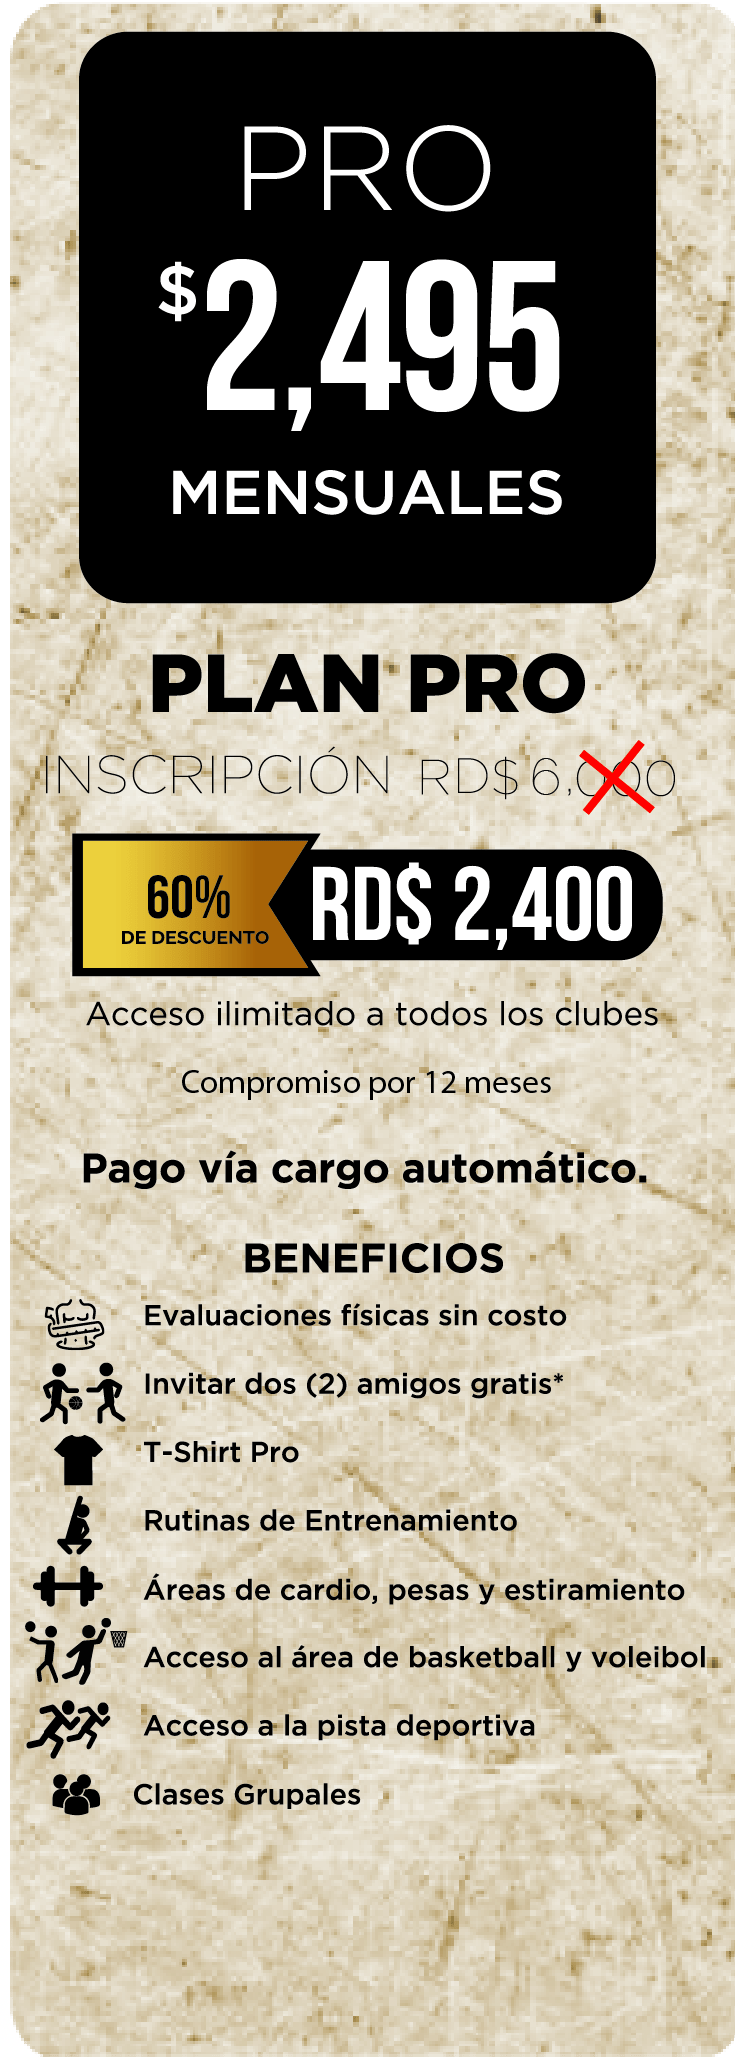 PRO
$2,495
MENSUALES
PLAN PRO
INSCRIPCIÓN RD$ 6,000
60%
DE DESCUENTO
RD$ 2,400
Acceso ilimitado a todos los clubes
Compromiso por 12 meses
Pago vía cargo automático.
BENEFICIOS
Evaluaciones físicas sin costo
Invitar dos (2) amigos gratis*
T-Shirt Pro
Rutinas de Entrenamiento
Áreas de cardio, pesas y estiramiento
Acceso al área de basketball y voleibol.
Acceso a la pista deportiva
Clases Grupales